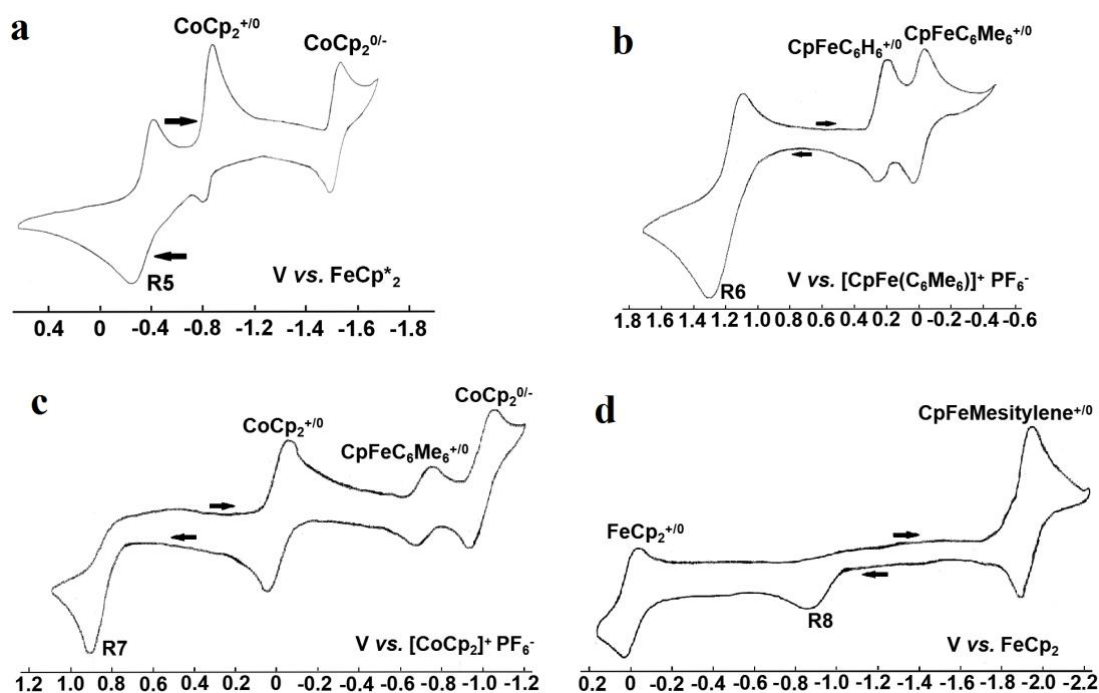 a
CoCp₂⁺/⁰
CoCp₂⁰/⁻
R5
V vs. FeCp*₂
0.4 0 -0.4 -0.8 -1.2 -1.4 -1.6 -1.8
b
CpFeC₆H₆⁺/⁰
CpFeC₆Me₆⁺/⁰
R6
V vs. [CpFe(C₆Me₆)]⁺ PF₆⁻
1.8 1.6 1.4 1.2 1.0 0.8 0.6 0.4 0.2 0 -0.2 -0.4 -0.6
c
CoCp₂⁺/⁰
CpFeC₆Me₆⁺/⁰
CoCp₂⁰/⁻
R7
V vs. [CoCp₂]⁺ PF₆⁻
1.2 1.0 0.8 0.6 0.4 0.2 0 -0.2 -0.4 -0.6 -0.8 -1.0 -1.2
d
CpFeMesitylene⁺/⁰
FeCp₂⁺/⁰
R8
V vs. FeCp₂
0.2 0 -0.2 -0.4 -0.6 -0.8 -1.0 -1.2 -1.4 -1.6 -1.8 -2.0 -2.2